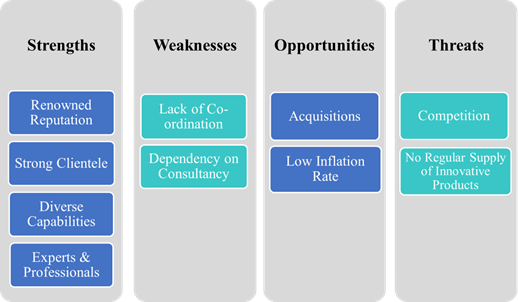 Strengths
Renowned
Reputation
Strong Clientele
Diverse
Capabilities
Experts &
Professionals
Weaknesses
Lack of Co-
ordination
Dependency on
Consultancy
Opportunities
Acquisitions
Low Inflation
Rate
Threats
Competition
No Regular Supply
of Innovative
Products